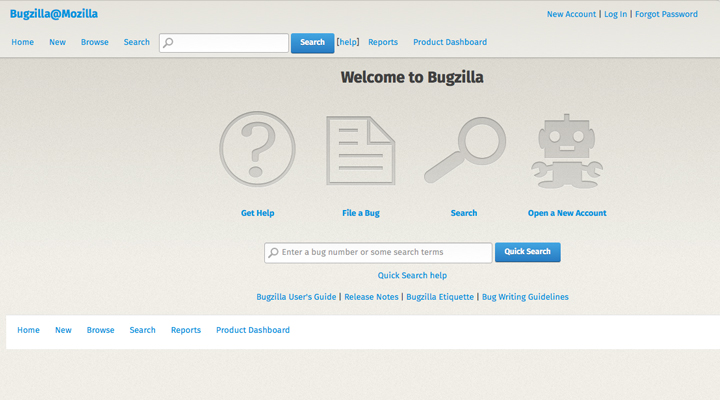 Bugzilla@Mozilla
New Account | Log In | Forgot Password
Home New Browse Search Search [help] Reports Product Dashboard
Welcome to Bugzilla
Get Help File a Bug Search Open a New Account
Enter a bug number or some search terms Quick Search
Quick Search help
Bugzilla User's Guide | Release Notes | Bugzilla Etiquette | Bug Writing Guidelines
Home New Browse Search Reports Product Dashboard